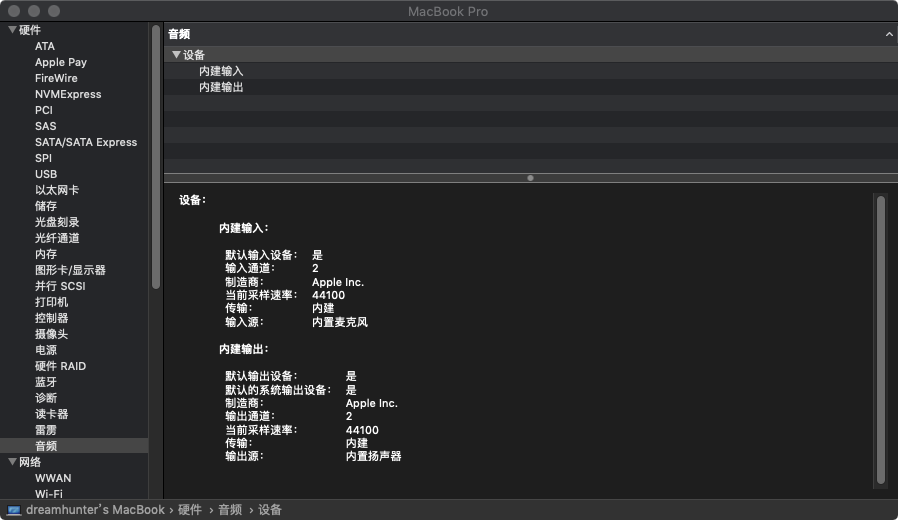 MacBook Pro
硬件
ATA
Apple Pay
FireWire
NVMExpress
PCI
SAS
SATA/SATA Express
SPI
USB
以太网卡
储存
光盘刻录
光纤通道
内存
图形卡/显示器
并行 SCSI
打印机
控制器
摄像头
电源
硬件 RAID
蓝牙
诊断
读卡器
雷雳
音频
网络
WWAN
Wi-Fi
音频
设备
内建输入
内建输出
设备：
内建输入：
默认输入设备： 是
输入通道： 2
制造商： Apple Inc.
当前采样速率： 44100
传输： 内建
输入源： 内置麦克风
内建输出：
默认输出设备： 是
默认的系统输出设备： 是
制造商： Apple Inc.
输出通道： 2
当前采样速率： 44100
传输： 内建
输出源： 内置扬声器
dreamhunter's MacBook › 硬件 › 音频 › 设备